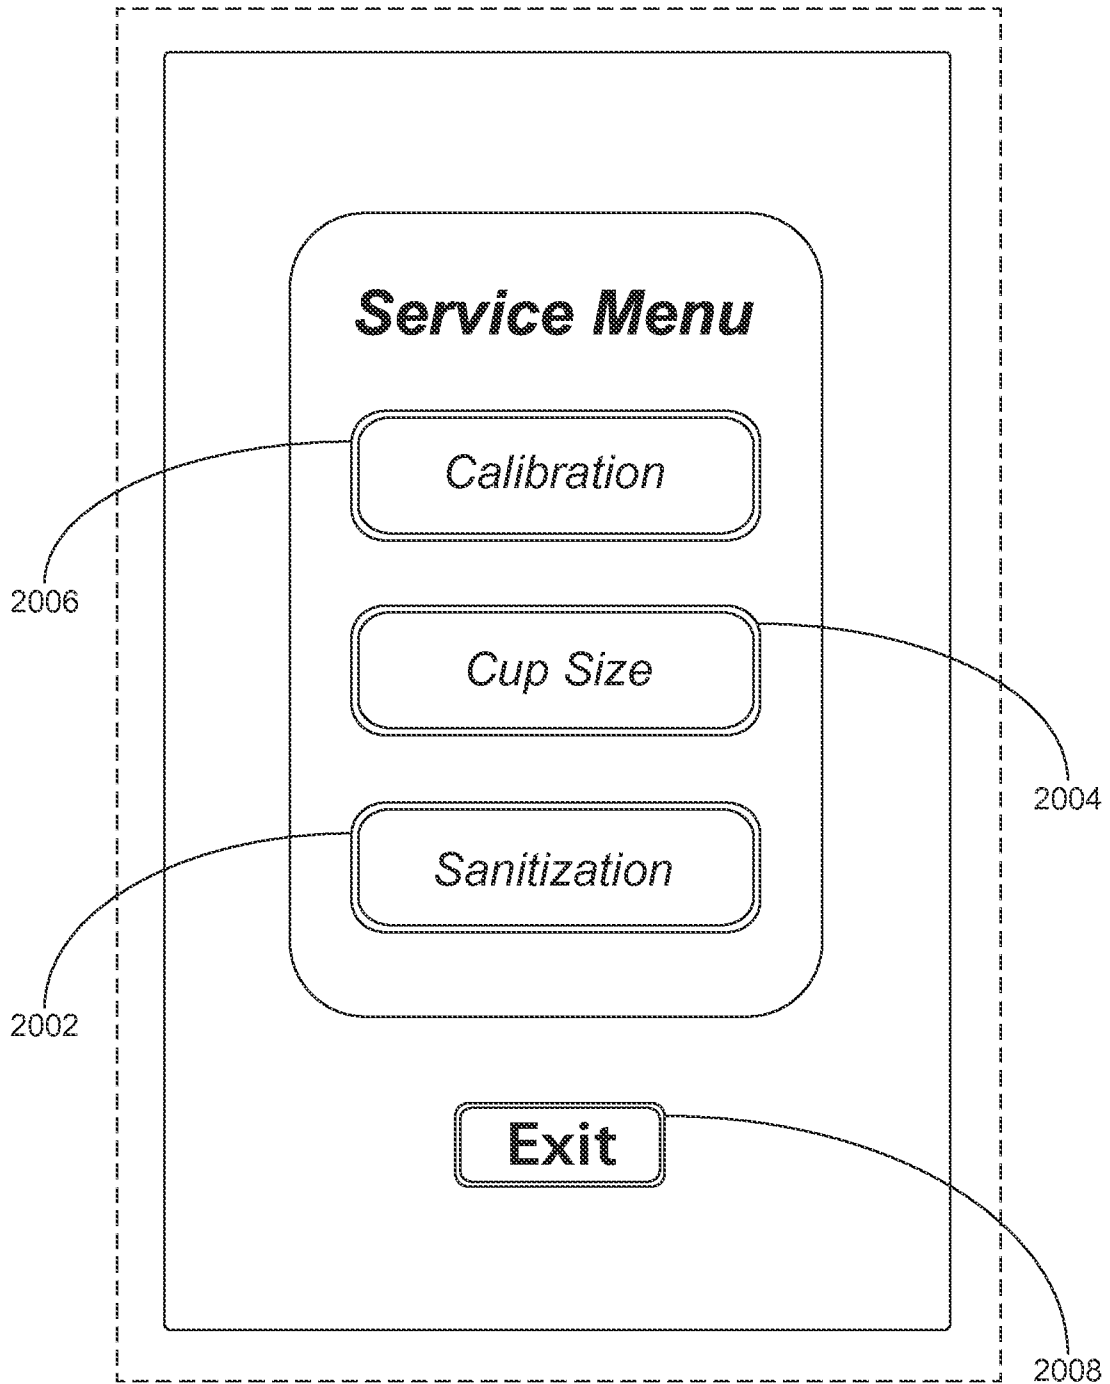 Service Menu
Calibration
2006
Cup Size
2004
Sanitization
2002
Exit
2008